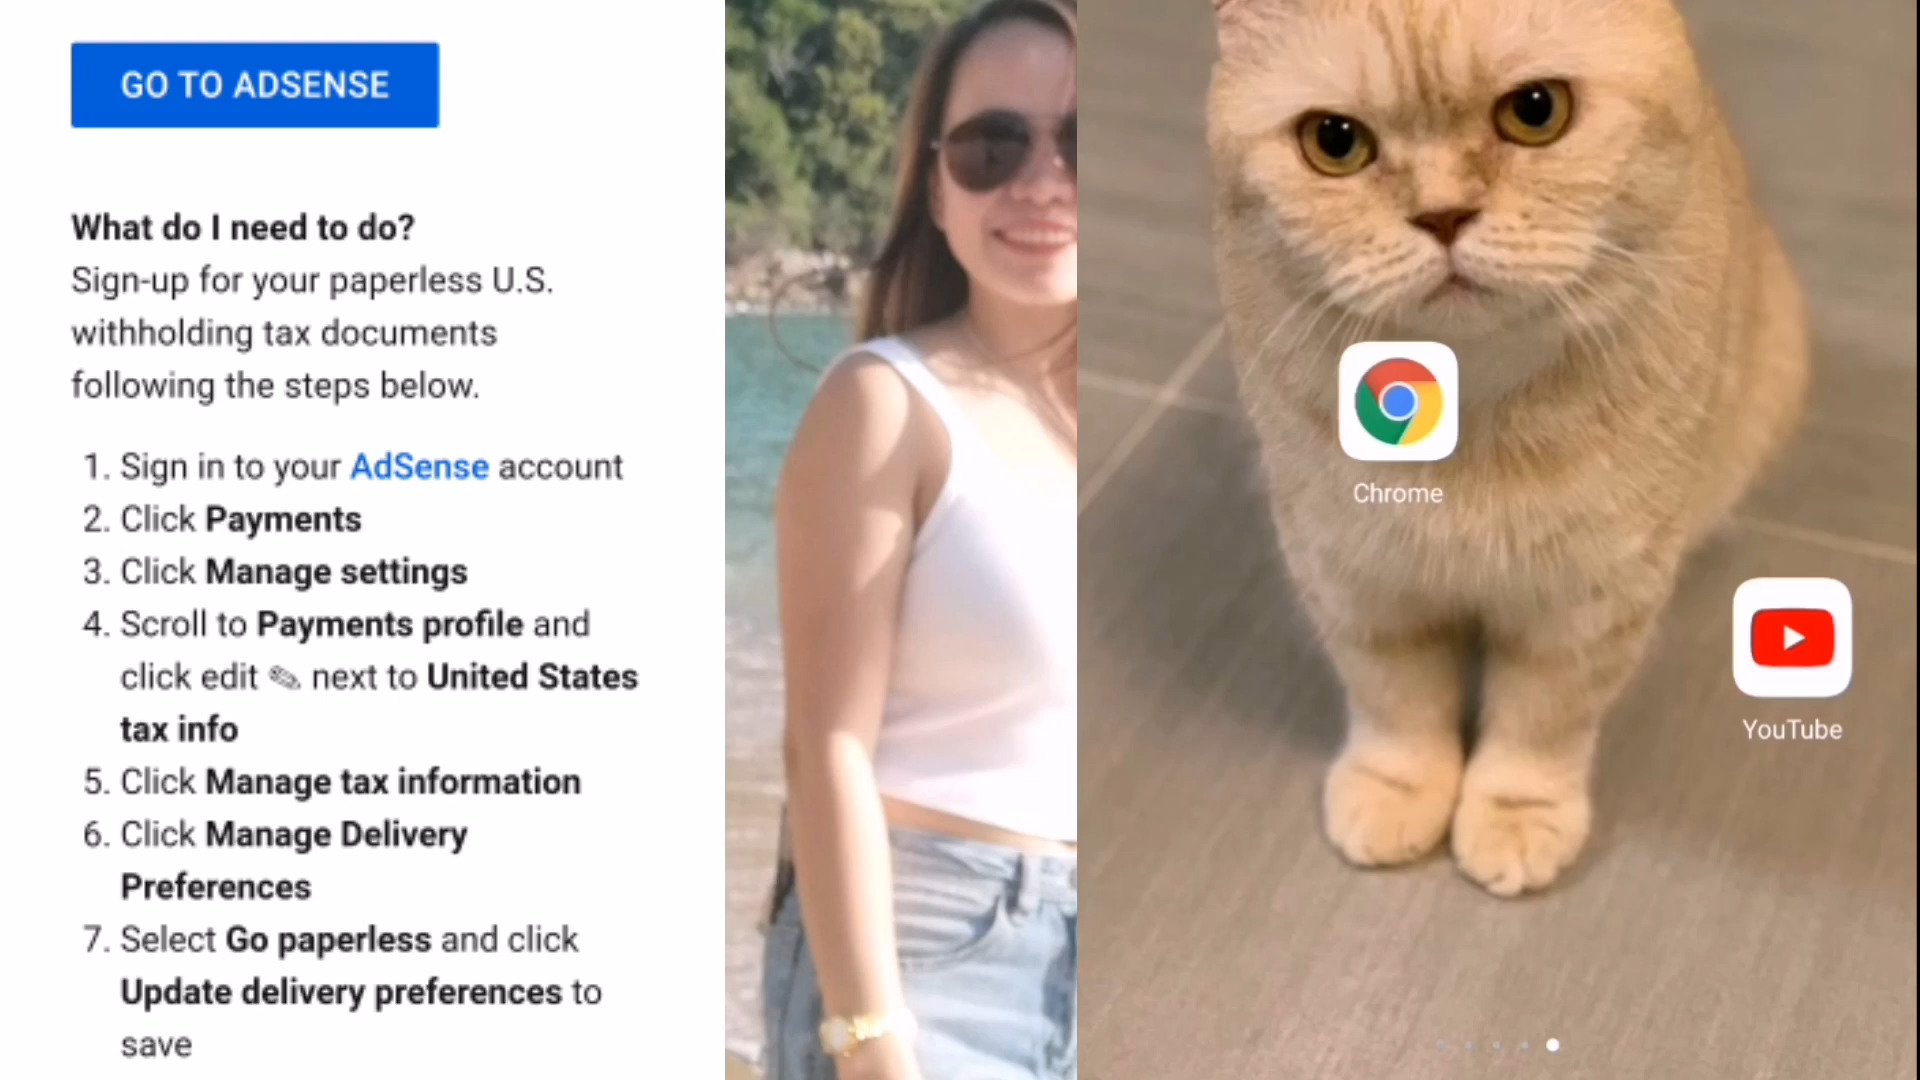 GO TO ADSENSE
What do I need to do?
Sign-up for your paperless U.S.
withholding tax documents
following the steps below.
1. Sign in to your AdSense account
2. Click Payments
3. Click Manage settings
4. Scroll to Payments profile and
click edit ✎ next to United States
tax info
5. Click Manage tax information
6. Click Manage Delivery
Preferences
7. Select Go paperless and click
Update delivery preferences to
save
Chrome
YouTube